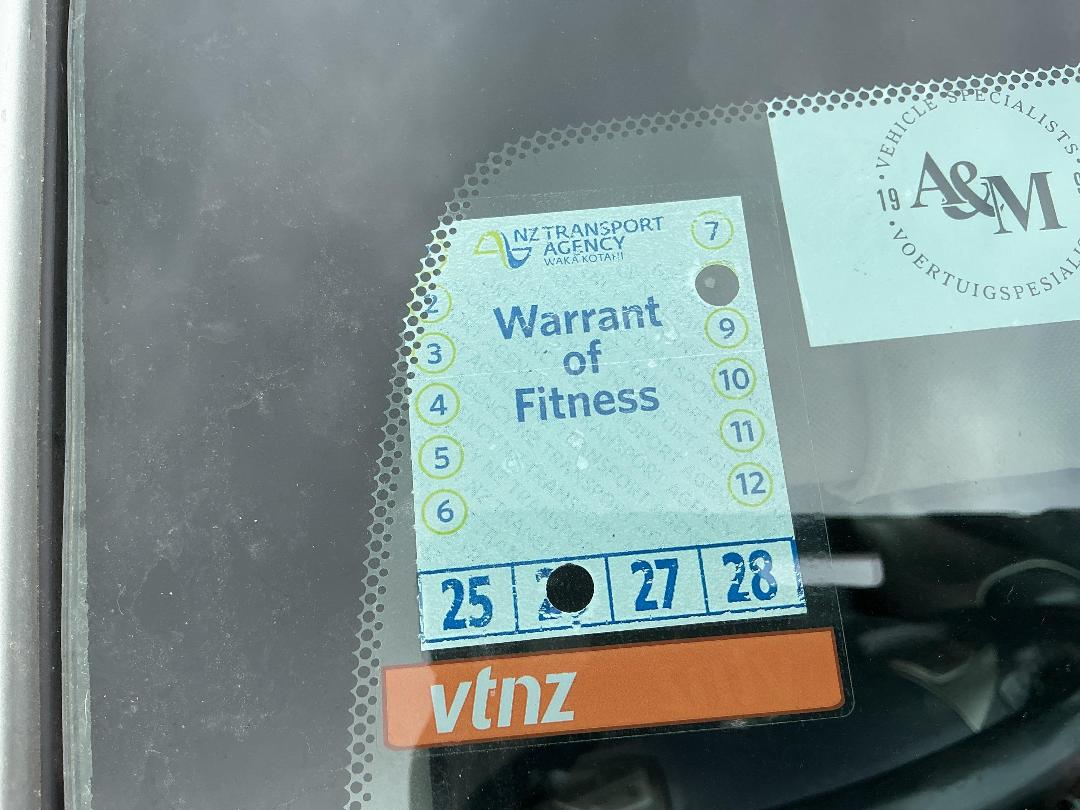 NZ TRANSPORT
AGENCY
WAKA KOTAHI
Warrant
of
Fitness
2
3
4
5
6
7
9
10
11
12
25 27 28
vtnz
VEHICLE SPECIALISTS
19
A&M
VOERTUIGSPESIAL